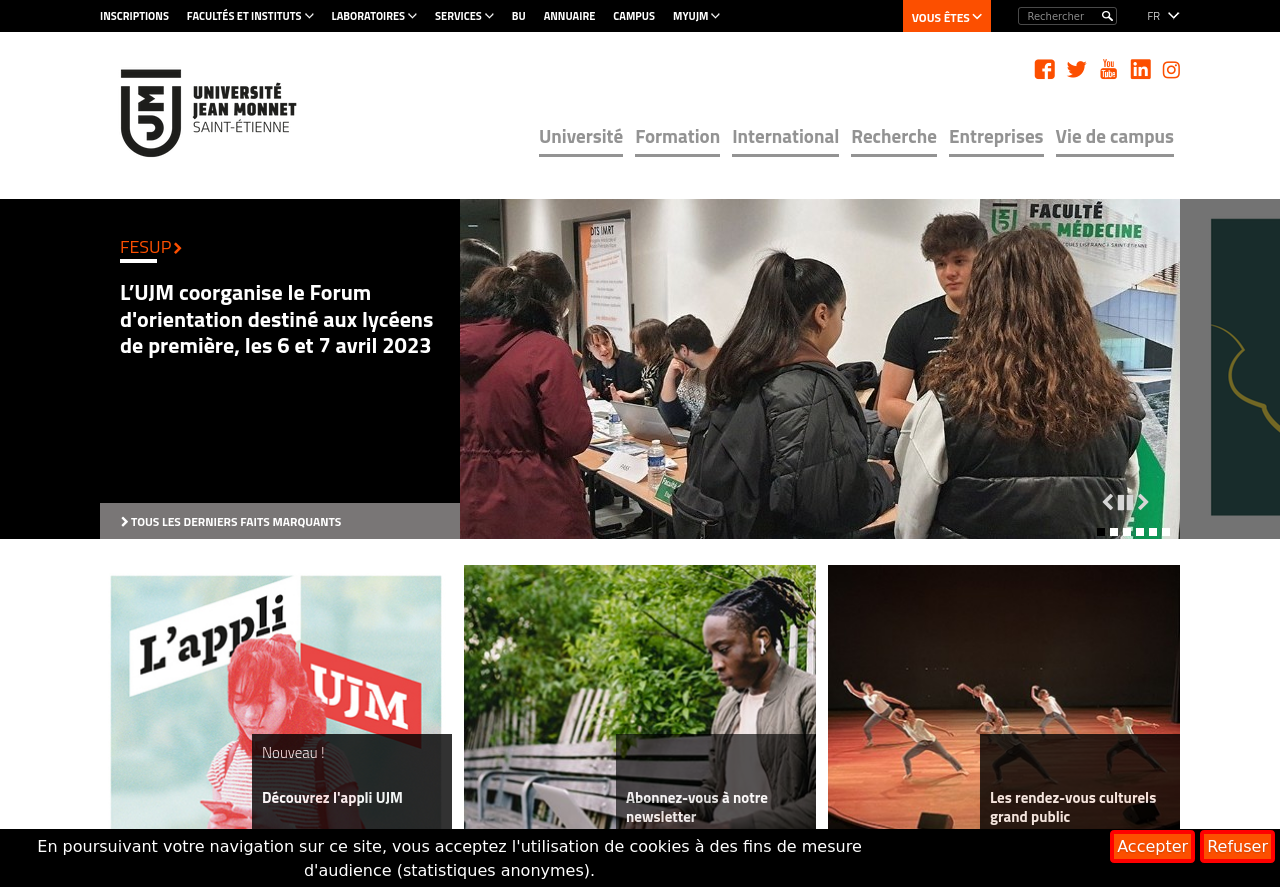 INSCRIPTIONS FACULTÉS ET INSTITUTS LABORATOIRES SERVICES BU ANNUAIRE CAMPUS MYUJM VOUS ÊTES Rechercher FR
UNIVERSITÉ
JEAN MONNET
SAINT-ÉTIENNE
Université Formation International Recherche Entreprises Vie de campus
FESUP
L’UJM coorganise le Forum
d'orientation destiné aux lycéens
de première, les 6 et 7 avril 2023
TOUS LES DERNIERS FAITS MARQUANTS
DTS IMRT
FACULTÉ
DE MÉDECINE
L’appli
UJM
Nouveau !
Découvrez l'appli UJM
Abonnez-vous à notre
newsletter
Les rendez-vous culturels
grand public
En poursuivant votre navigation sur ce site, vous acceptez l'utilisation de cookies à des fins de mesure
d'audience (statistiques anonymes).
Accepter Refuser